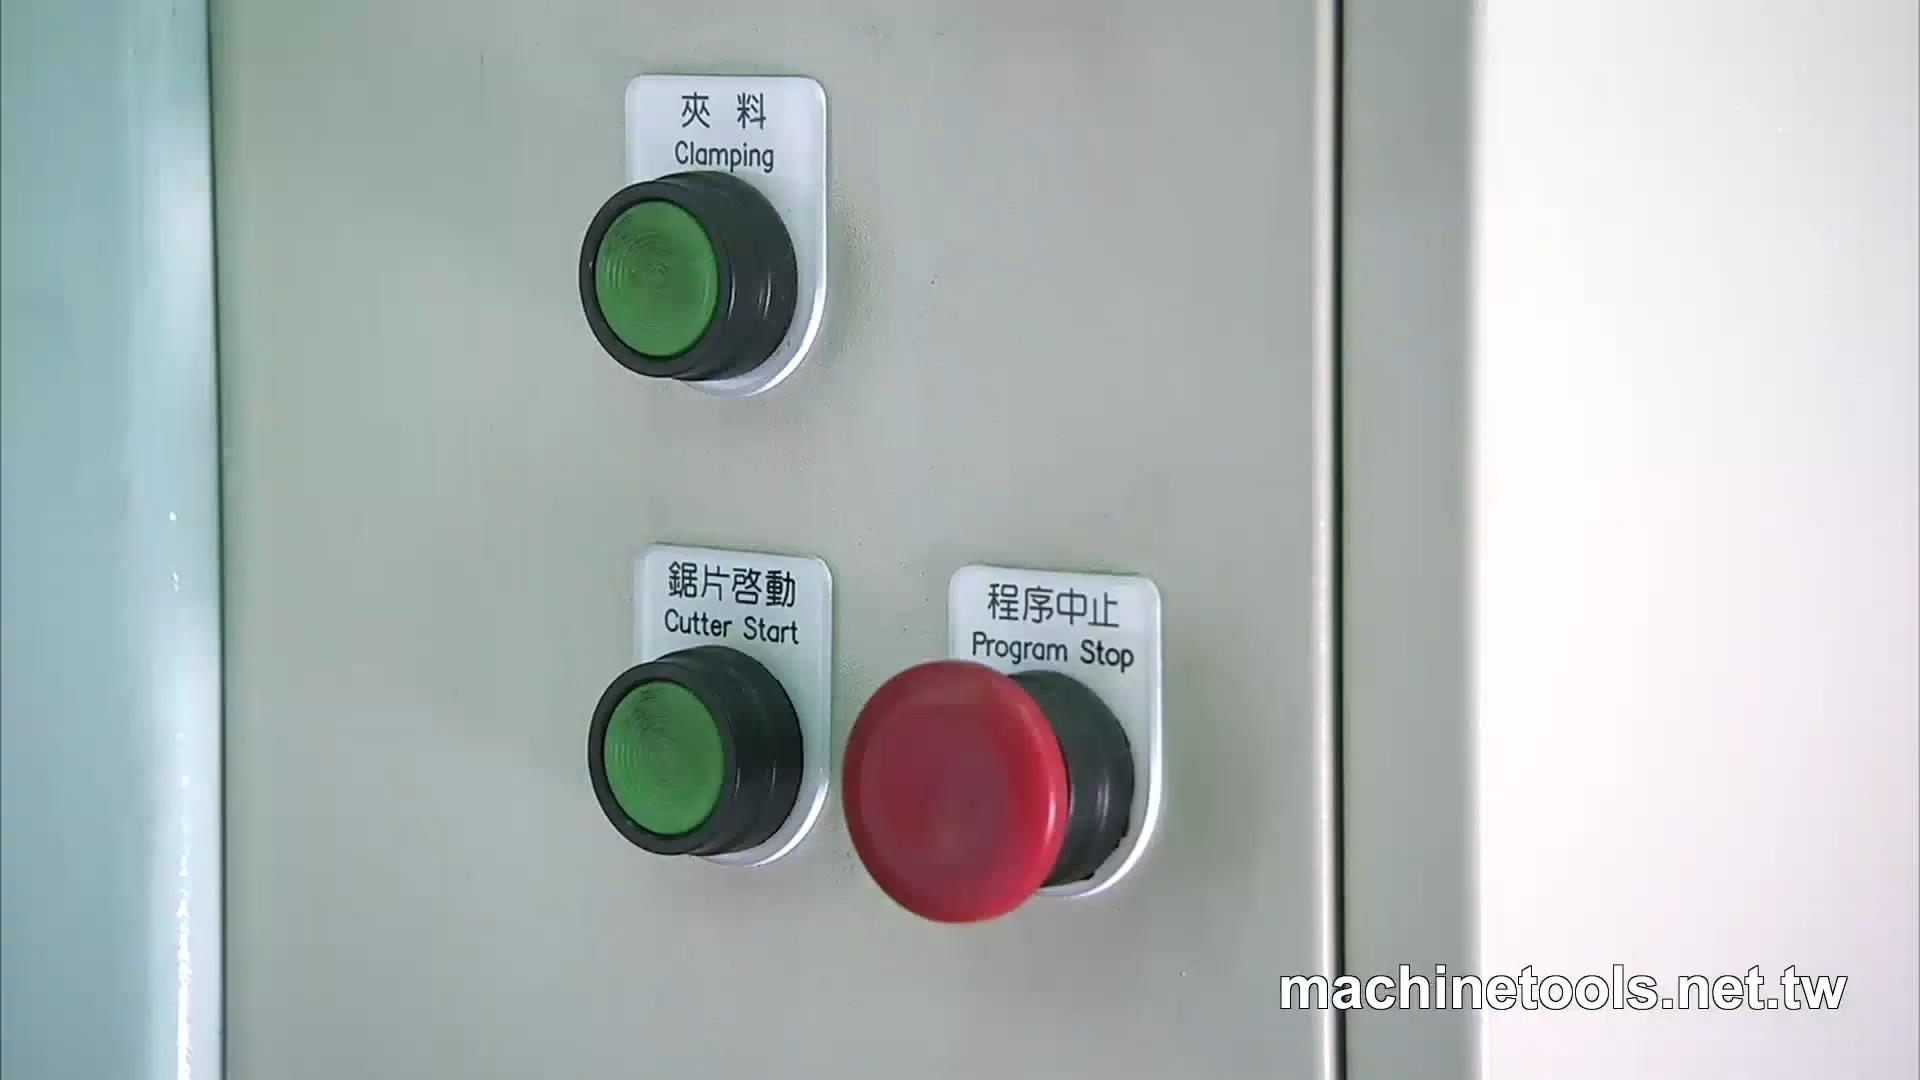 夾 料
Clamping
鋸片啓動
Cutter Start
程序中止
Program Stop
machinetools.net.tw